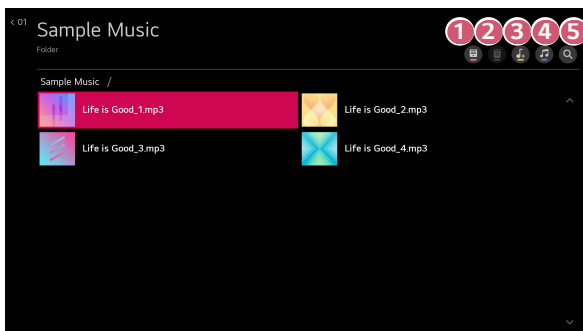 < 01
Sample Music
Folder
1 2 3 4 5
Sample Music /
Life is Good_1.mp3
Life is Good_2.mp3
Life is Good_3.mp3
Life is Good_4.mp3